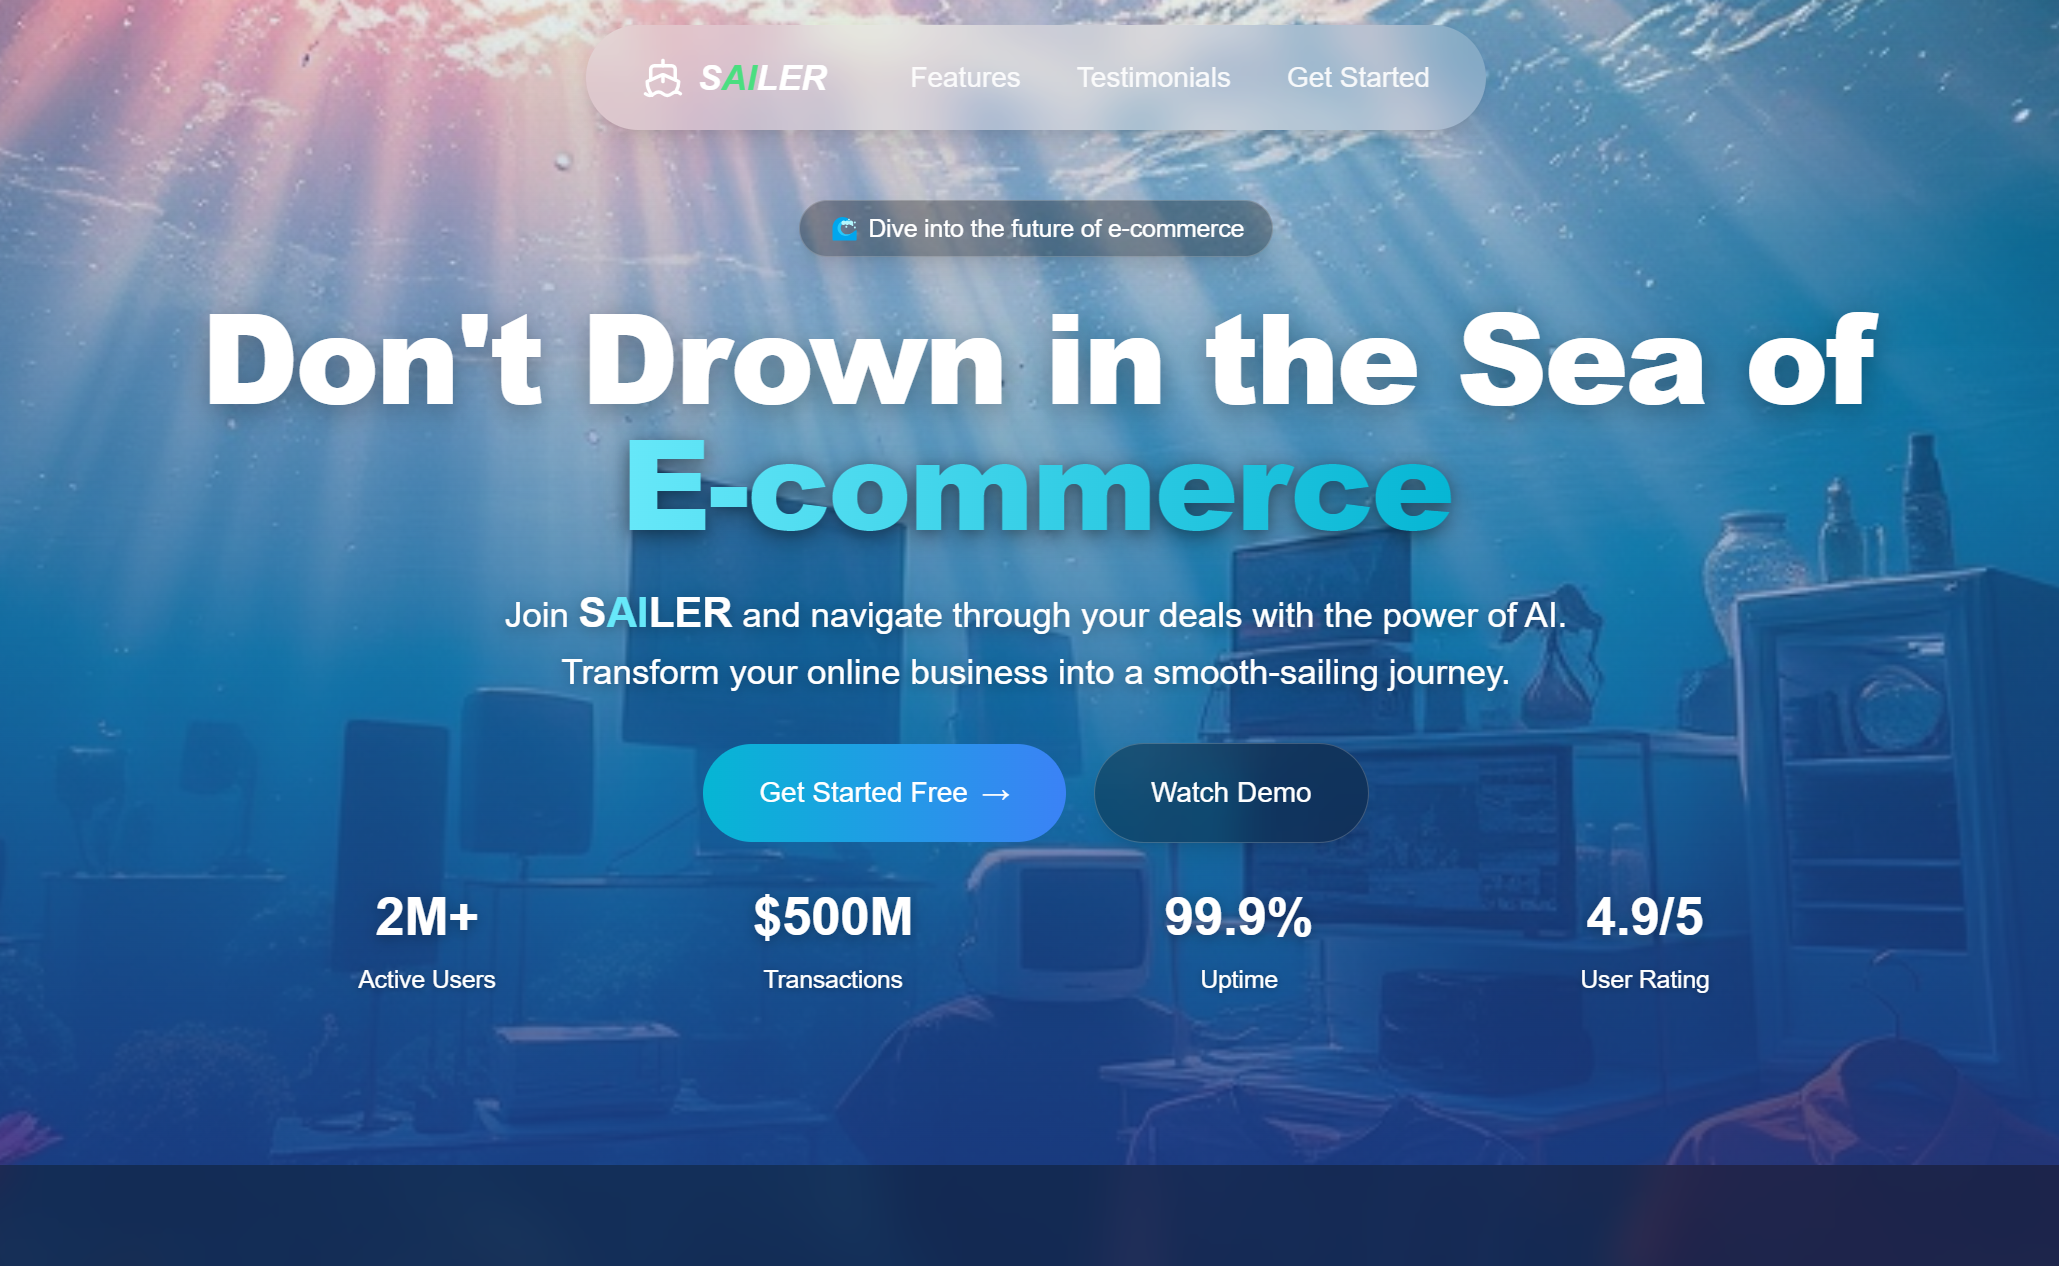 SAILER
Features
Testimonials
Get Started
🌊 Dive into the future of e-commerce
Don't Drown in the Sea of
E-commerce
Join SAILER and navigate through your deals with the power of AI.
Transform your online business into a smooth-sailing journey.
Get Started Free →
Watch Demo
2M+
Active Users
$500M
Transactions
99.9%
Uptime
4.9/5
User Rating